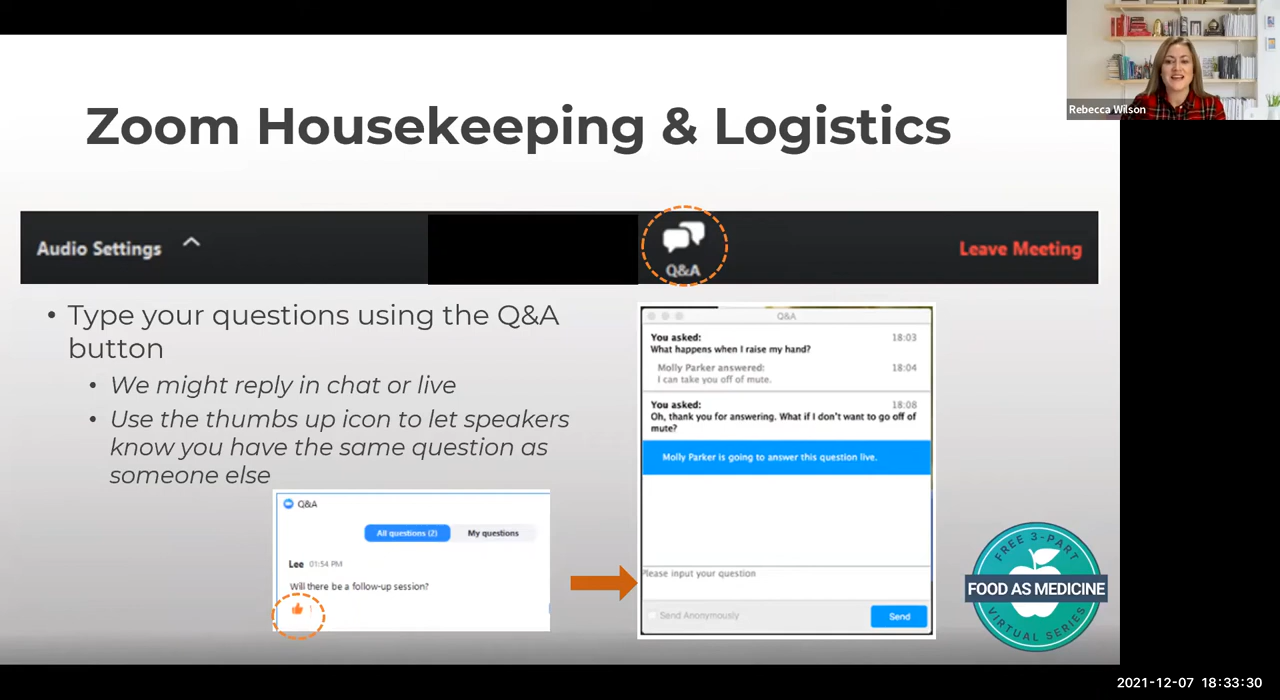 Rebecca Wilson
Zoom Housekeeping & Logistics
Audio Settings
Q&A
Leave Meeting
• Type your questions using the Q&A
button
• We might reply in chat or live
• Use the thumbs up icon to let speakers
know you have the same question as
someone else
Q&A
All questions (2)
My questions
Lee 01:54 PM
Will there be a follow-up session?
1
Q&A
You asked: 18:03
What happens when I raise my hand?
Molly Parker answered: 18:04
I can take you off of mute.
You asked: 18:08
Oh, thank you for answering. What if I don't want to go off of
mute?
Molly Parker is going to answer this question live.
Please input your question
Send Anonymously
Send
FREE 3-PART
FOOD AS MEDICINE
VIRTUAL SERIES
2021-12-07 18:33:30